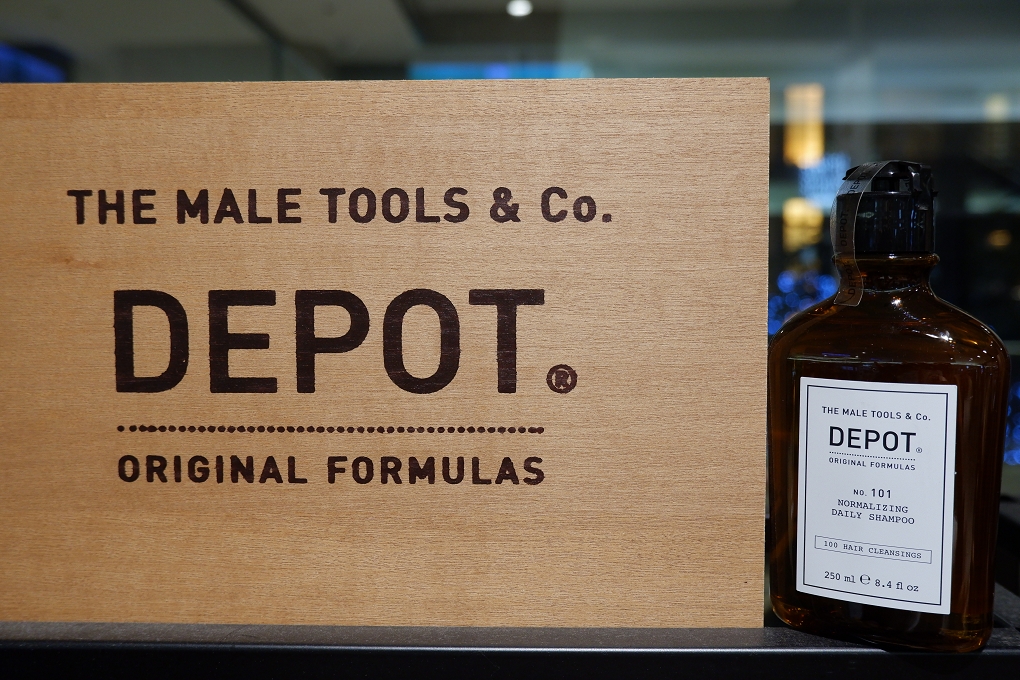 THE MALE TOOLS & Co.
DEPOT®
ORIGINAL FORMULAS
THE MALE TOOLS & Co.
DEPOT®
ORIGINAL FORMULAS
NO. 101
NORMALIZING
DAILY SHAMPOO
100 HAIR CLEANSINGS
250 ml ℮ 8.4 fl oz